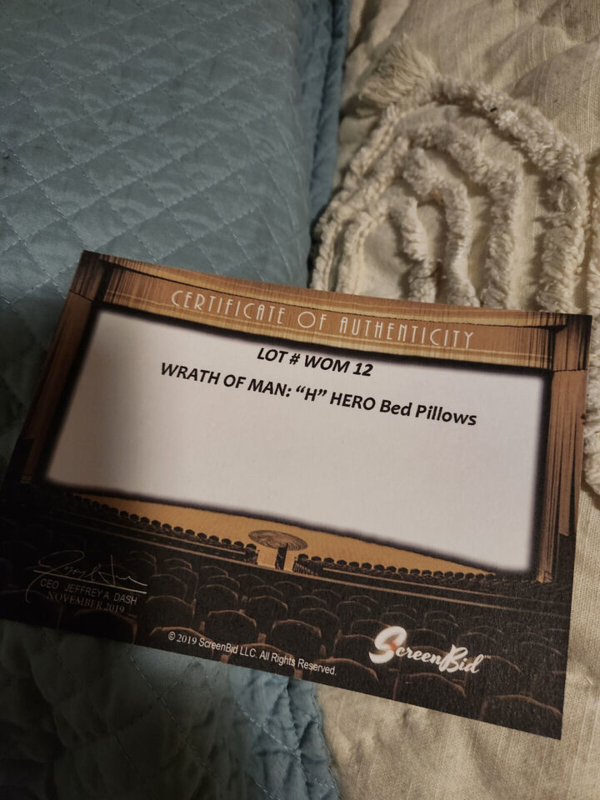 CERTIFICATE OF AUTHENTICITY
LOT # WOM 12
WRATH OF MAN: “H” HERO Bed Pillows
CEO JEFFREY A. DASH
NOVEMBER 2019
© 2019 ScreenBid LLC. All Rights Reserved.
ScreenBid